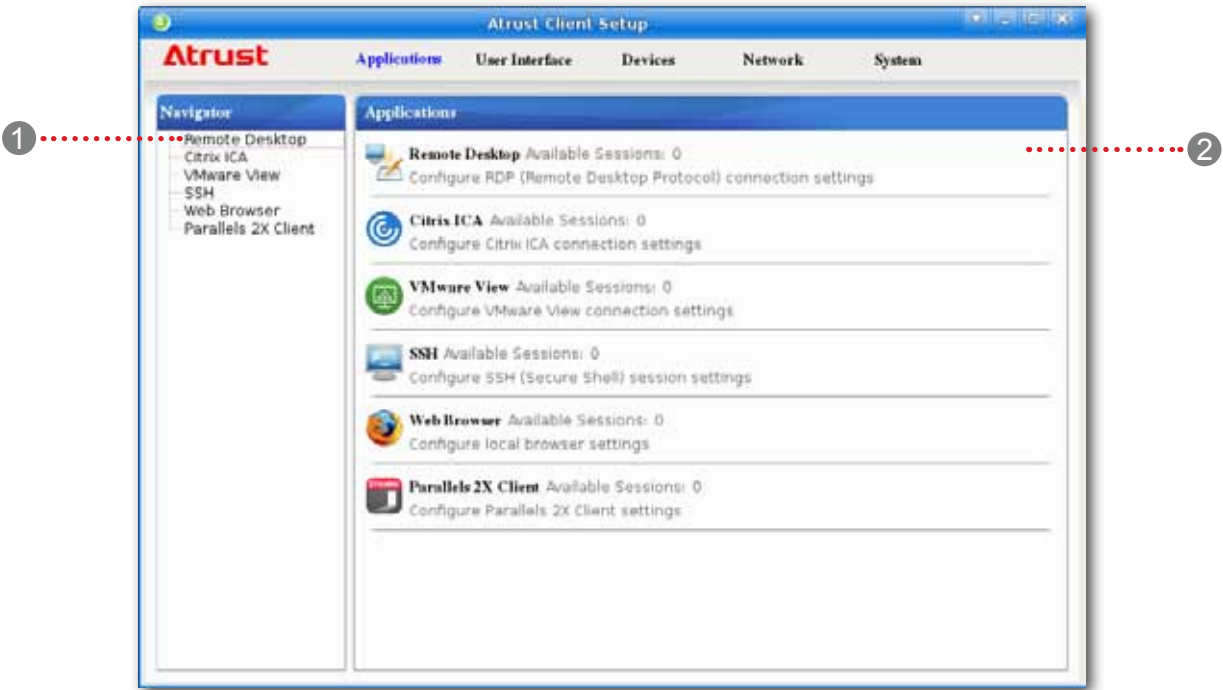 Atrust Client Setup
Atrust
Applications User Interface Devices Network System
Navigator
Remote Desktop
Citrix ICA
VMware View
SSH
Web Browser
Parallels 2X Client
Applications
Remote Desktop Available Sessions: 0
Configure RDP (Remote Desktop Protocol) connection settings
Citrix ICA Available Sessions: 0
Configure Citrix ICA connection settings
VMware View Available Sessions: 0
Configure VMware View connection settings
SSH Available Sessions: 0
Configure SSH (Secure Shell) session settings
Web Browser Available Sessions: 0
Configure local browser settings
Parallels 2X Client Available Sessions: 0
Configure Parallels 2X Client settings
1
2